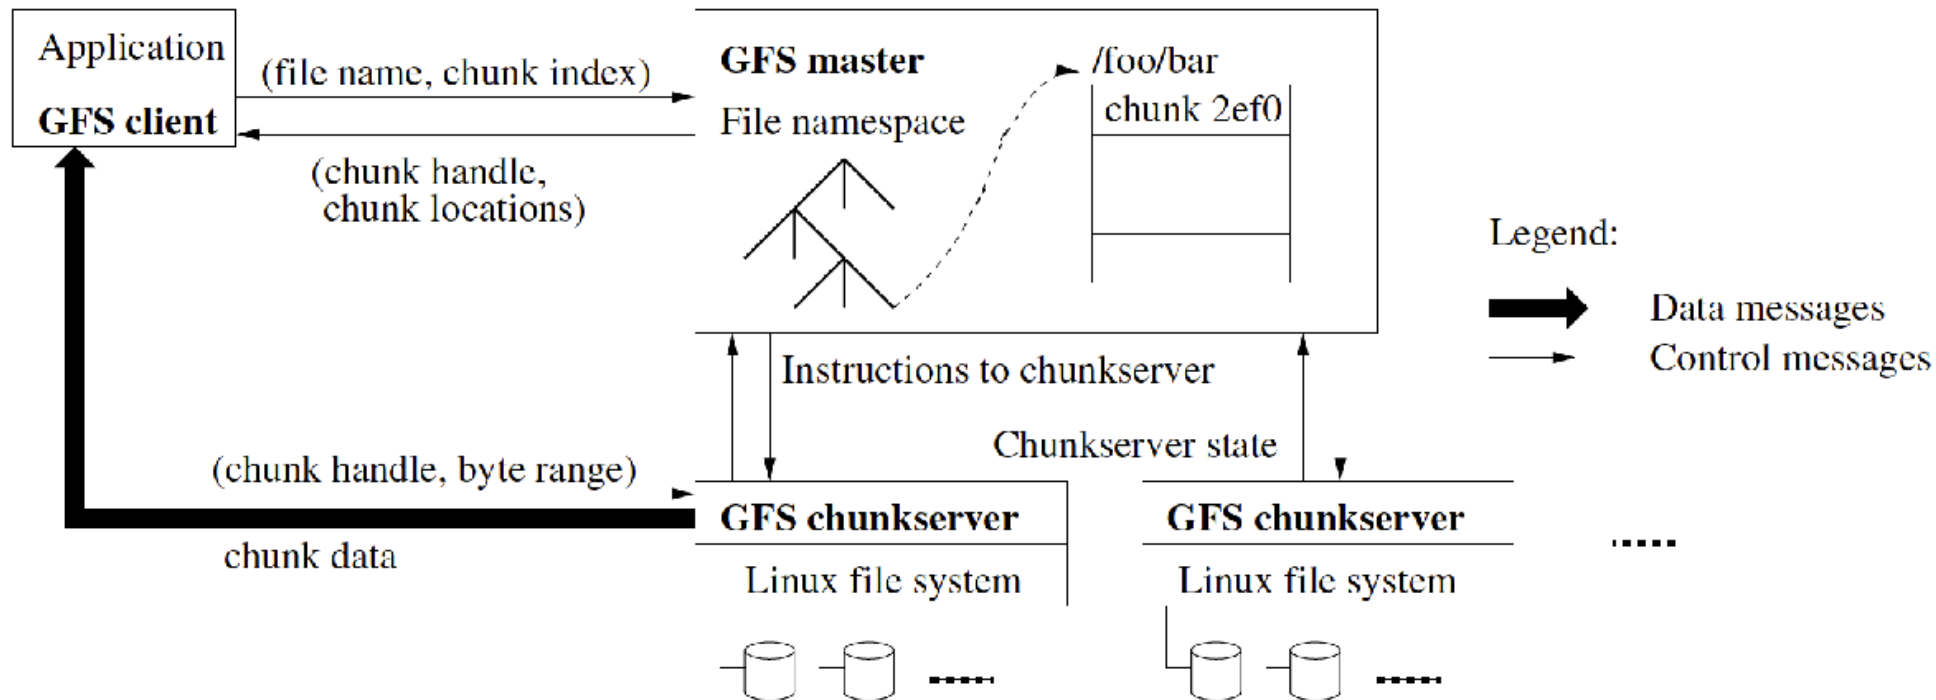 Application
GFS client
(file name, chunk index)
(chunk handle,
chunk locations)
GFS master
File namespace
/foo/bar
chunk 2ef0
Legend:
Data messages
Control messages
Instructions to chunkserver
Chunkserver state
(chunk handle, byte range)
chunk data
GFS chunkserver
Linux file system
GFS chunkserver
Linux file system